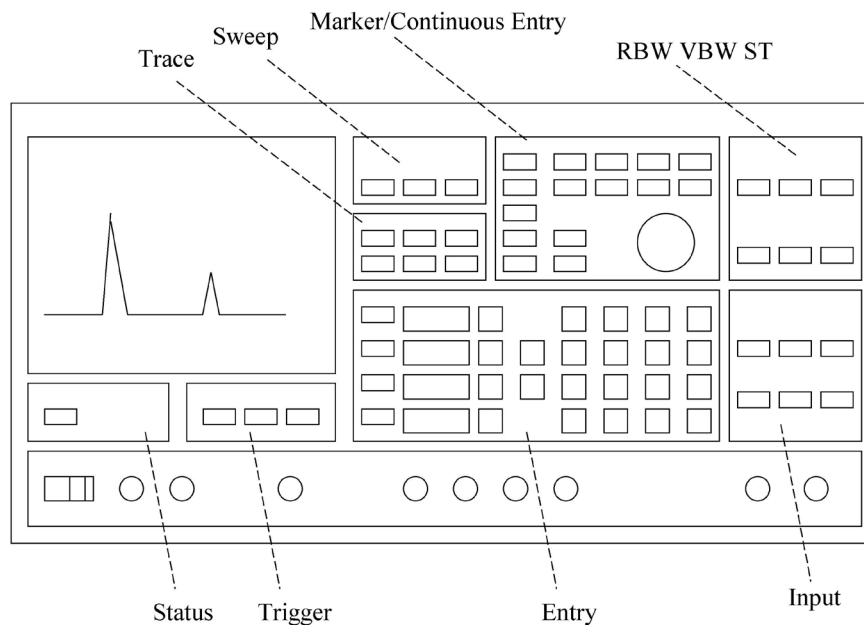 Marker/Continuous Entry
Sweep
RBW VBW ST
Trace
Status
Trigger
Entry
Input